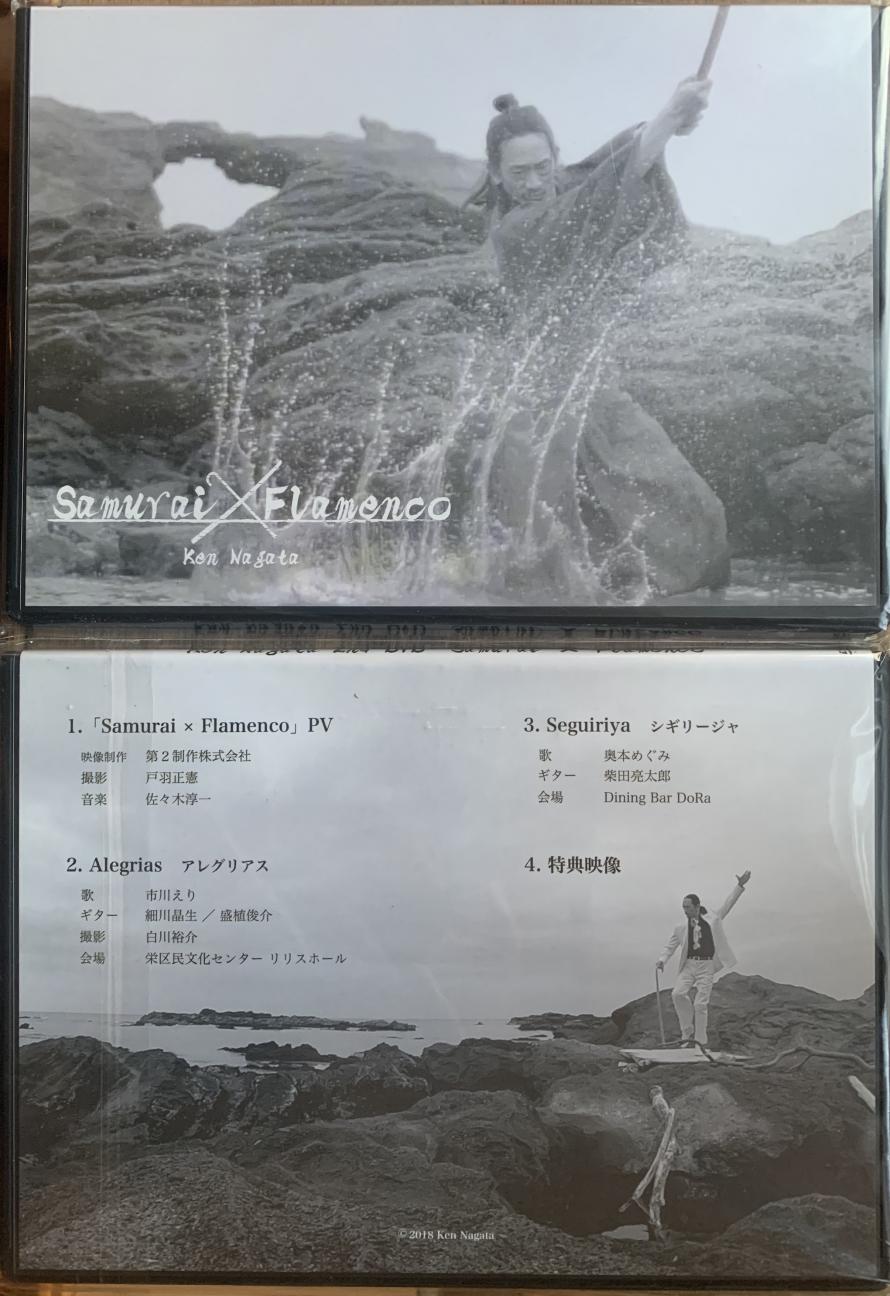 Samurai × Flamenco
Ken Nagata
Ken Nagata 2nd DVD Samurai × Flamenco
1.「Samurai × Flamenco」PV
映像制作 第2制作株式会社
撮影 戸羽正憲
音楽 佐々木淳一
2. Alegrias アレグリアス
歌 市川えり
ギター 細川晶生 ／ 盛植俊介
撮影 白川裕介
会場 栄区民文化センター リリスホール
3. Seguiriya シギリージャ
歌 奥本めぐみ
ギター 柴田亮太郎
会場 Dining Bar DoRa
4. 特典映像
© 2018 Ken Nagata